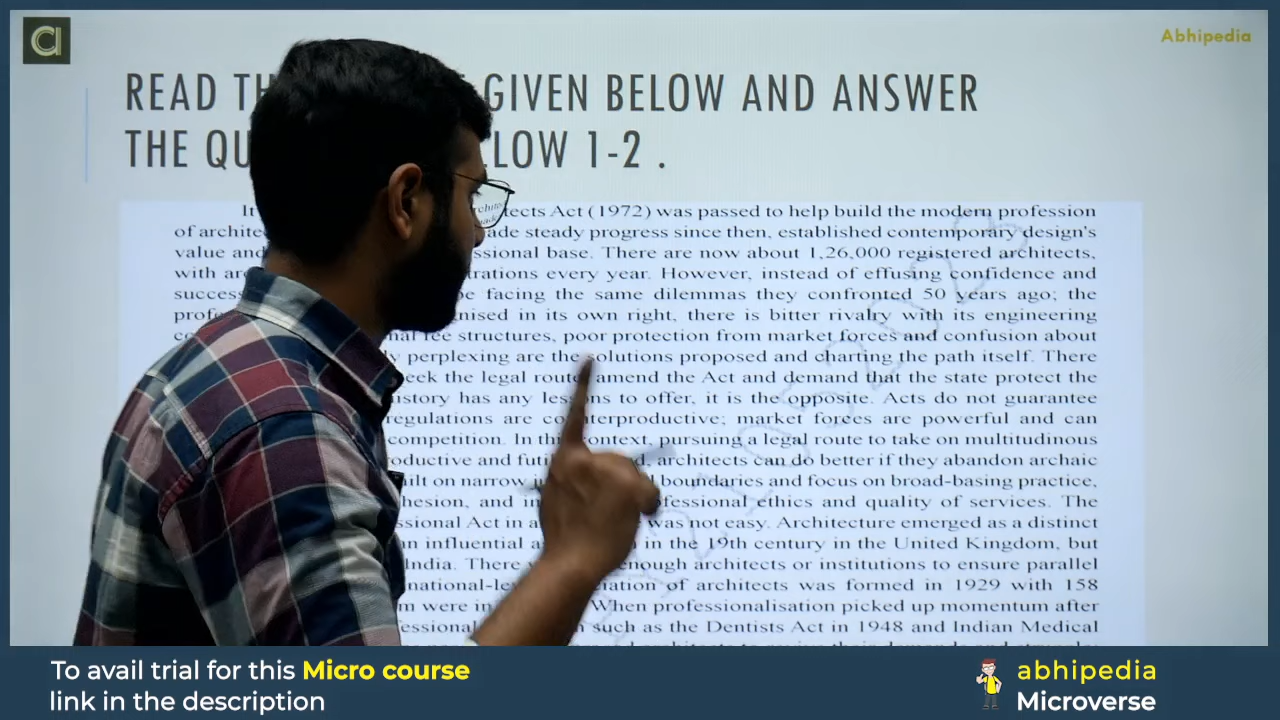 Abhipedia
READ TH GIVEN BELOW AND ANSWER
THE QU LOW 1-2 .
It tects Act (1972) was passed to help build the modern profession
of archite ade steady progress since then, established contemporary design's
value and ssional base. There are now about 1,26,000 registered architects,
with ar trations every year. However, instead of effusing confidence and
success be facing the same dilemmas they confronted 50 years ago; the
profe nised in its own right, there is bitter rivalry with its engineering
co nal fee structures, poor protection from market forces and confusion about
ly perplexing are the solutions proposed and charting the path itself. There
eek the legal route, amend the Act and demand that the state protect the
istory has any lessons to offer, it is the opposite. Acts do not guarantee
regulations are counterproductive; market forces are powerful and can
competition. In this context, pursuing a legal route to take on multitudinous
oductive and futi d, architects can do better if they abandon archaic
ilt on narrow boundaries and focus on broad-basing practice,
hesion, and in ofessional ethics and quality of services. The
ssional Act in a was not easy. Architecture emerged as a distinct
an influential a in the 19th century in the United Kingdom, but
India. There enough architects or institutions to ensure parallel
national-lev iation of architects was formed in 1929 with 158
m were in When professionalisation picked up momentum after
fessional such as the Dentists Act in 1948 and Indian Medical
To avail trial for this Micro course
link in the description
abhipedia
Microverse